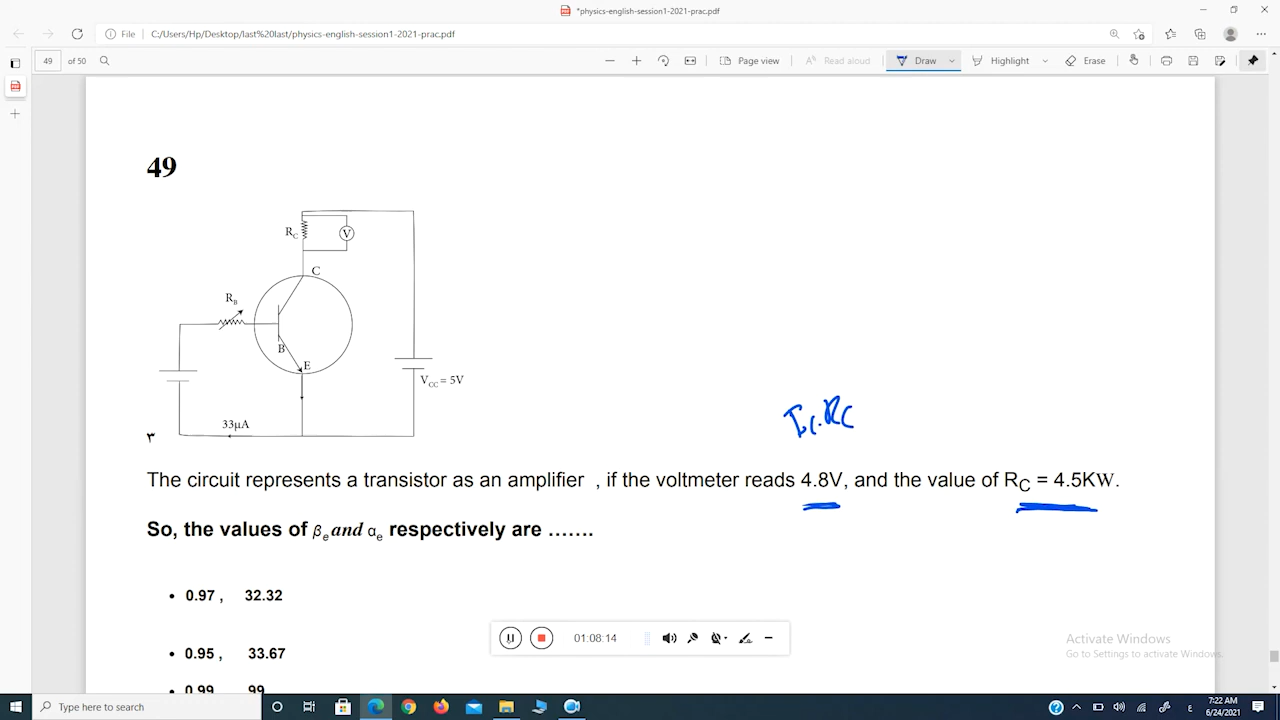 *physics-english-session1-2021-prac.pdf
File C:/Users/Hp/Desktop/last%20last/physics-english-session1-2021-prac.pdf
49 of 50 Page view Read aloud Draw Highlight Erase
49
RC V
C
RB
B
E
VCC = 5V
33μA
٣
IC.RC
The circuit represents a transistor as an amplifier , if the voltmeter reads 4.8V, and the value of RC = 4.5KW.
So, the values of βe and αe respectively are .......
• 0.97 , 32.32
01:08:14
Activate Windows
Go to Settings to activate Windows.
• 0.95 , 33.67
• 0.99 99
Type here to search
7:22 AM
6/24/2021